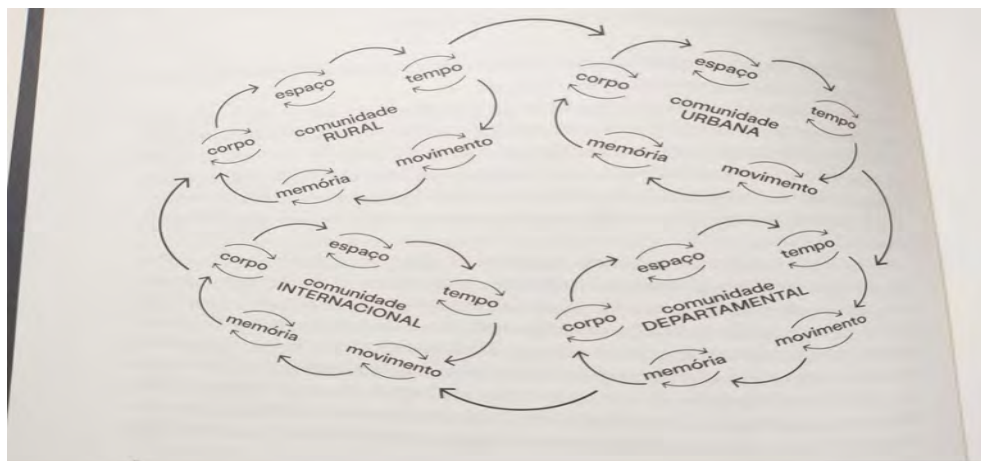 espaço
tempo
corpo
comunidade
RURAL
movimento
memória
espaço
corpo
tempo
comunidade
URBANA
memória
movimento
espaço
corpo
tempo
comunidade
INTERNACIONAL
memória
movimento
espaço
tempo
corpo
comunidade
DEPARTAMENTAL
movimento
memória